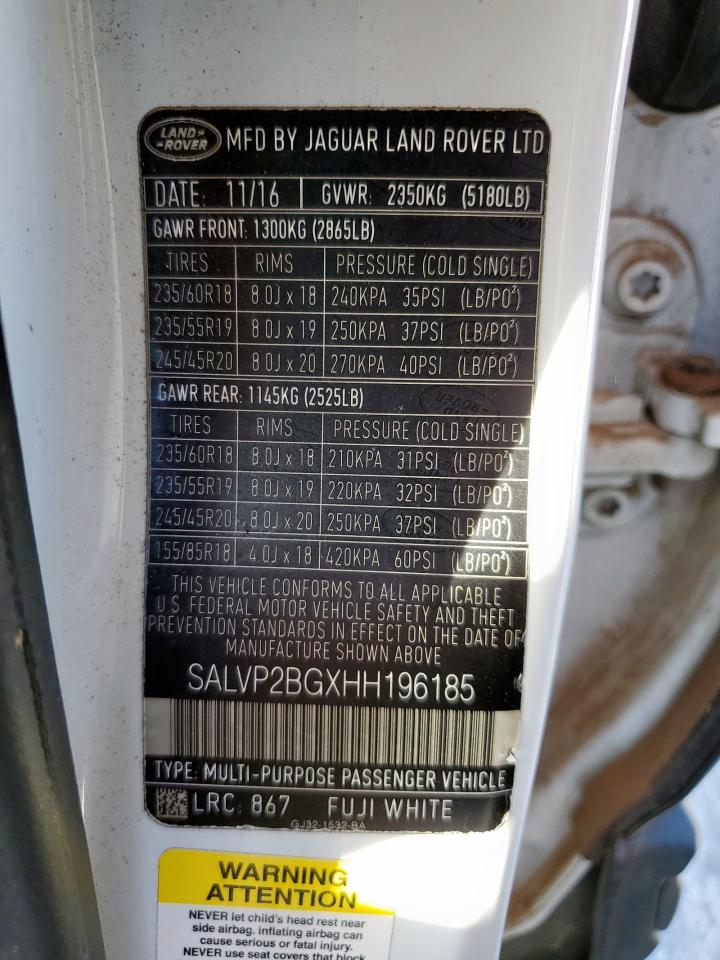 LAND-
-ROVER
MFD BY JAGUAR LAND ROVER LTD
DATE: 11/16 GVWR: 2350KG (5180LB)
GAWR FRONT: 1300KG (2865LB)
TIRES RIMS PRESSURE (COLD SINGLE)
235/60R18 8.0J x 18 240KPA 35PSI (LB/PO²)
235/55R19 8.0J x 19 250KPA 37PSI (LB/PO²)
245/45R20 8.0J x 20 270KPA 40PSI (LB/PO²)
GAWR REAR: 1145KG (2525LB)
TIRES RIMS PRESSURE (COLD SINGLE)
235/60R18 8.0J x 18 210KPA 31PSI (LB/PO²)
235/55R19 8.0J x 19 220KPA 32PSI (LB/PO²)
245/45R20 8.0J x 20 250KPA 37PSI (LB/PO²)
155/85R18 4.0J x 18 420KPA 60PSI (LB/PO²)
THIS VEHICLE CONFORMS TO ALL APPLICABLE
U.S. FEDERAL MOTOR VEHICLE SAFETY AND THEFT
PREVENTION STANDARDS IN EFFECT ON THE DATE OF
MANUFACTURE SHOWN ABOVE
SALVP2BGXHH196185
TYPE: MULTI-PURPOSE PASSENGER VEHICLE
LRC: 867 FUJI WHITE
GJ32-1532-BA
WARNING
ATTENTION
NEVER let child's head rest near
side airbag. inflating airbag can
cause serious or fatal injury.
NEVER use seat covers that block